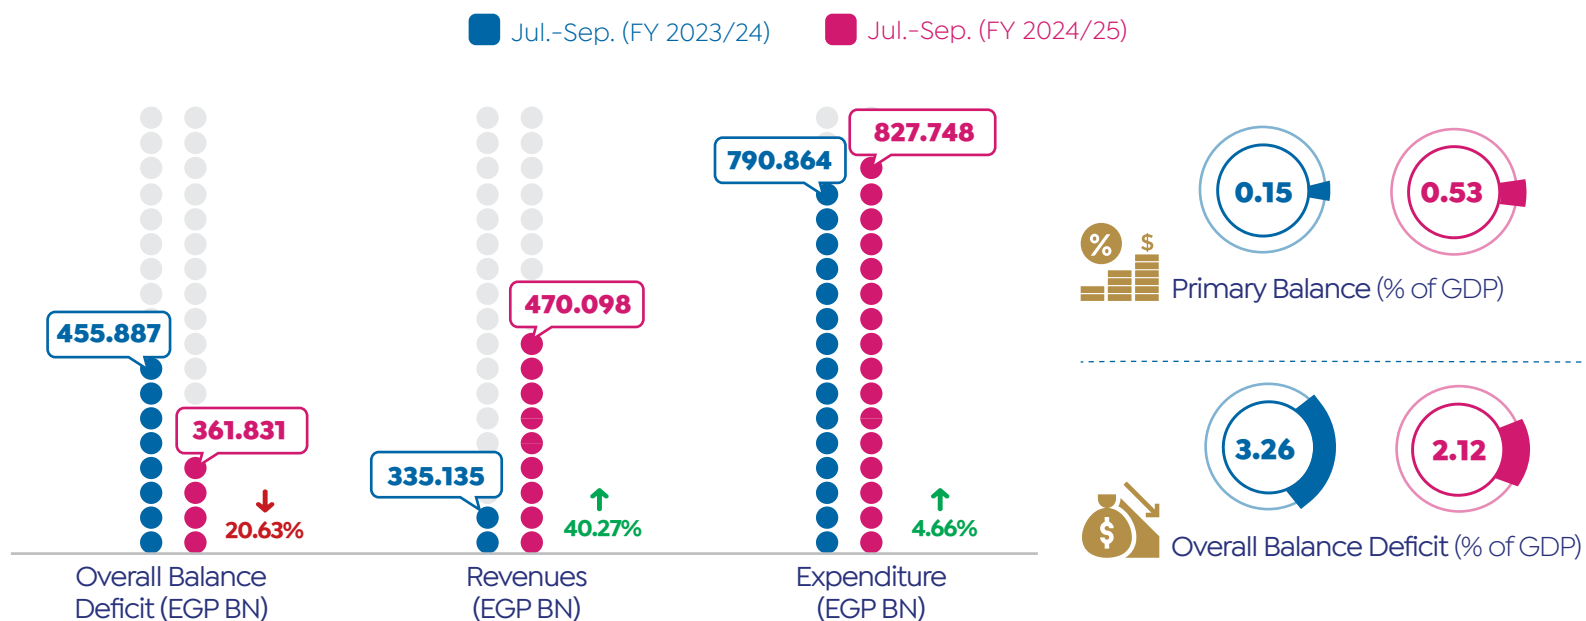 Jul.-Sep. (FY 2023/24)
Jul.-Sep. (FY 2024/25)
455.887
361.831
20.63%
Overall Balance
Deficit (EGP BN)
335.135
470.098
40.27%
Revenues
(EGP BN)
790.864
827.748
4.66%
Expenditure
(EGP BN)
0.15
0.53
% $
Primary Balance (% of GDP)
3.26
2.12
$
Overall Balance Deficit (% of GDP)